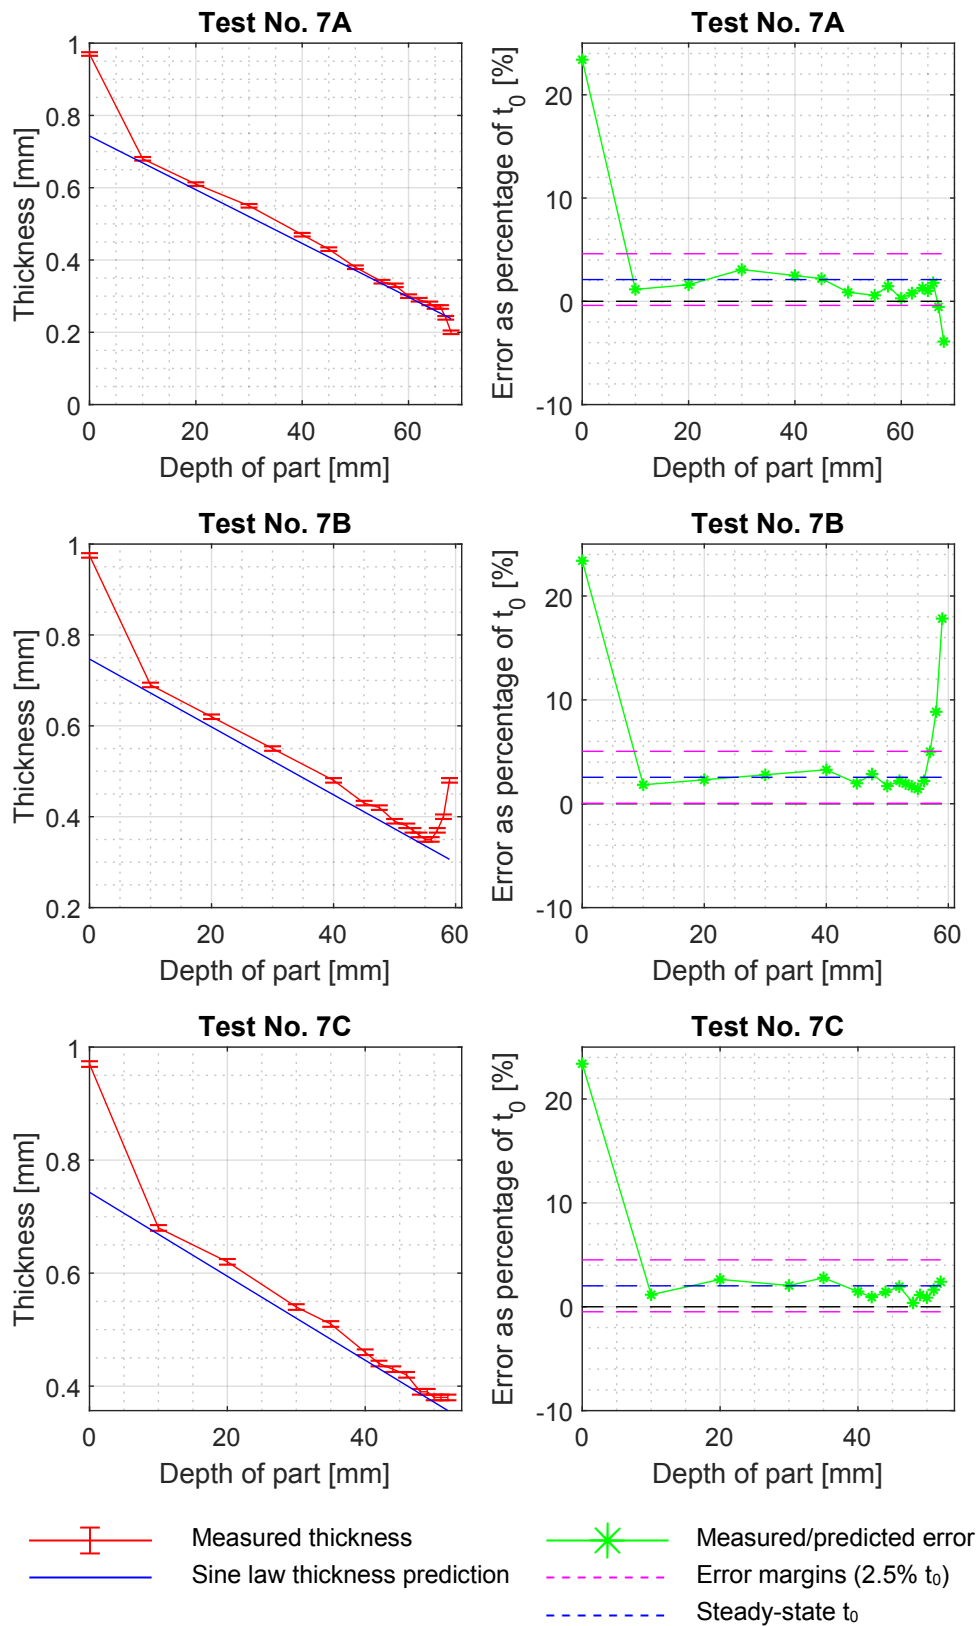 Test No. 7A
Test No. 7A
1
0.8
0.6
0.4
0.2
0
Thickness [mm]
0 20 40 60
Depth of part [mm]
20
10
0
-10
Error as percentage of t0 [%]
0 20 40 60
Depth of part [mm]
Test No. 7B
Test No. 7B
1
0.8
0.6
0.4
0.2
Thickness [mm]
0 20 40 60
Depth of part [mm]
20
10
0
-10
Error as percentage of t0 [%]
0 20 40 60
Depth of part [mm]
Test No. 7C
Test No. 7C
1
0.8
0.6
0.4
Thickness [mm]
0 20 40
Depth of part [mm]
20
10
0
-10
Error as percentage of t0 [%]
0 20 40
Depth of part [mm]
Measured thickness
Sine law thickness prediction
Measured/predicted error
Error margins (2.5% t0)
Steady-state t0